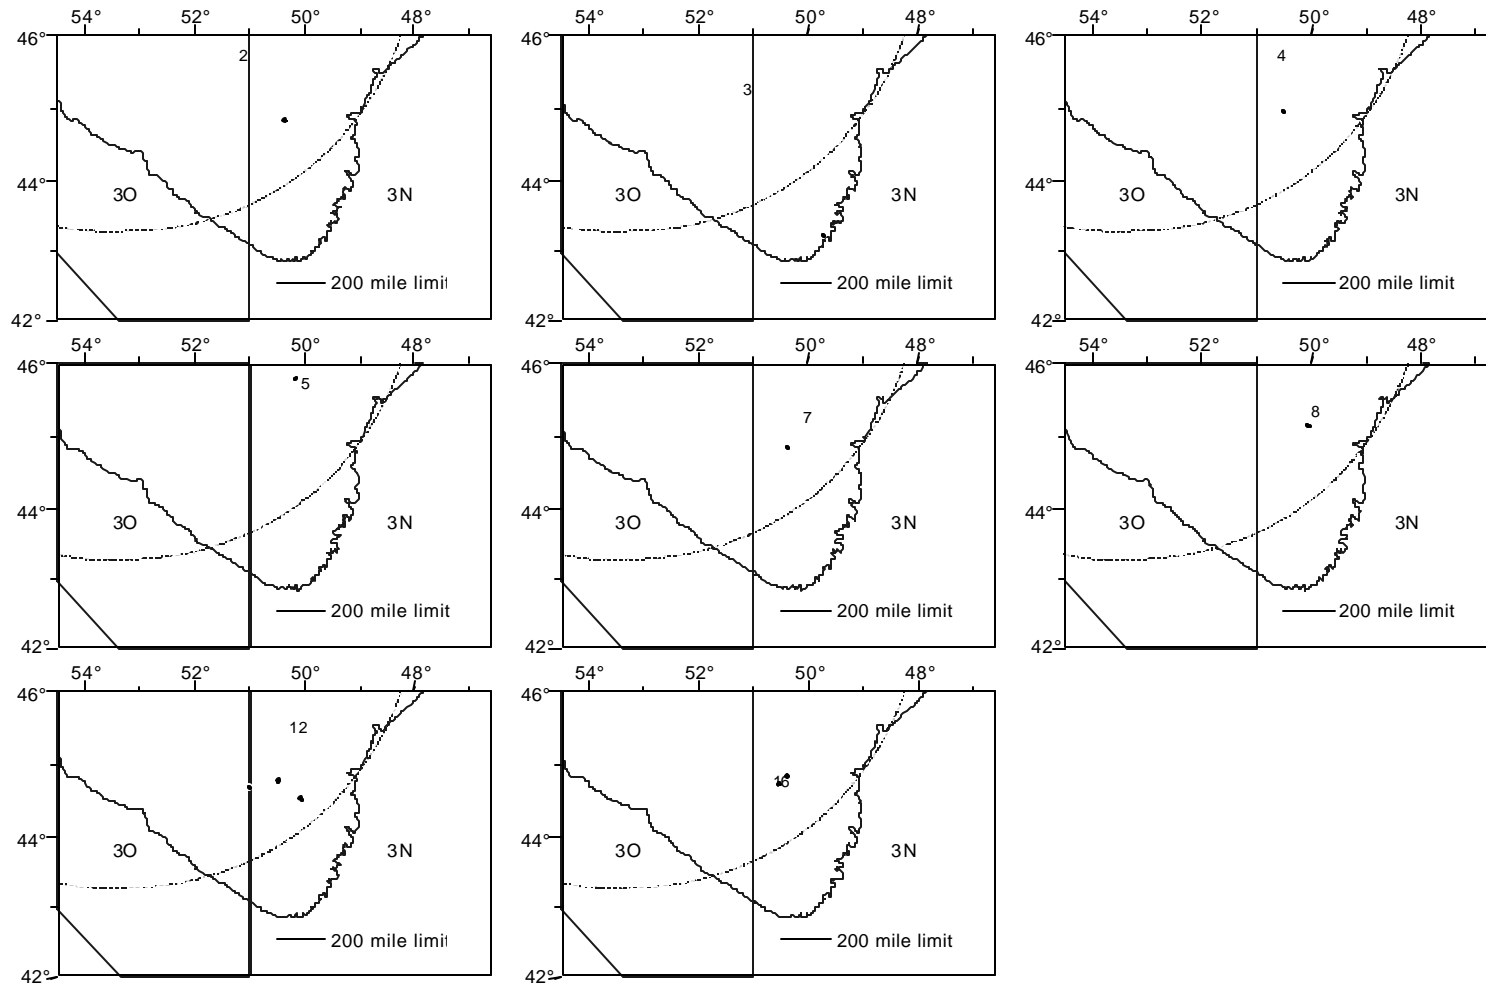 54° 52° 50° 48° 54° 52° 50° 48° 54° 52° 50° 48°
46° 46° 46°
2 3 4
44° 44° 44°
3O 3N 3O 3N 3O 3N
200 mile limit 200 mile limit 200 mile limit
42° 42° 42°
54° 52° 50° 48° 54° 52° 50° 48° 54° 52° 50° 48°
46° 46° 46°
5 7 8
44° 44° 44°
3O 3N 3O 3N 3O 3N
200 mile limit 200 mile limit 200 mile limit
42° 42° 42°
54° 52° 50° 48° 54° 52° 50° 48°
46° 46°
12
16
44° 44°
3O 3N 3O 3N
200 mile limit 200 mile limit
42° 42°